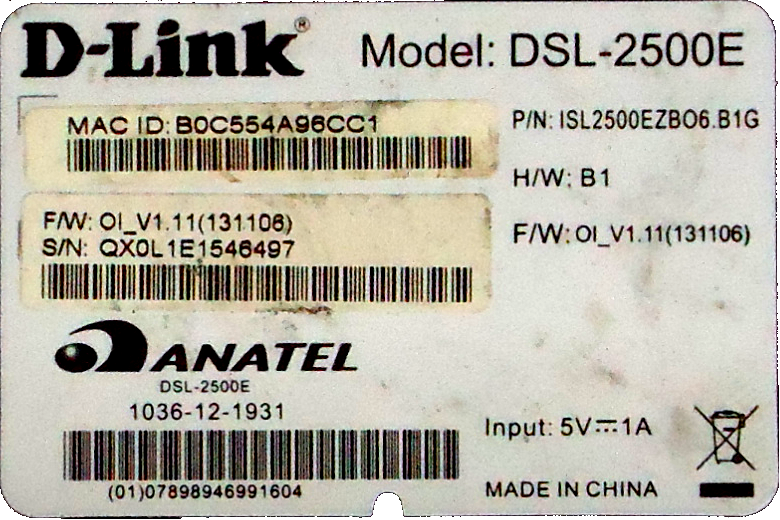 D-Link®
Model: DSL-2500E
MAC ID: B0C554A96CC1
P/N: ISL2500EZBO6.B1G
H/W: B1
F/W: OI_V1.11(131106)
S/N: QX0L1E1546497
F/W: OI_V1.11(131106)
ANATEL
DSL-2500E
1036-12-1931
(01)07898946991604
Input: 5V⎓1A
MADE IN CHINA